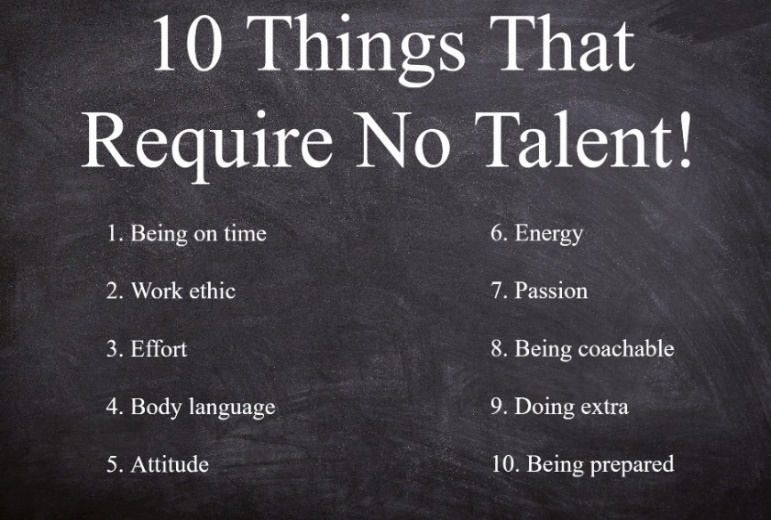 10 Things That
Require No Talent!
1. Being on time
2. Work ethic
3. Effort
4. Body language
5. Attitude
6. Energy
7. Passion
8. Being coachable
9. Doing extra
10. Being prepared